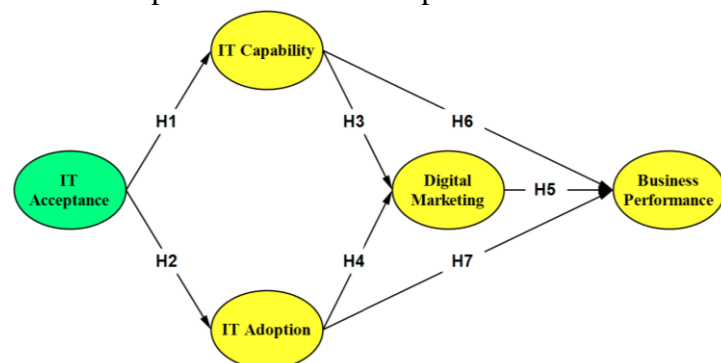 IT Capability
H1
H3
H6
IT
Acceptance
Digital
Marketing
H5
Business
Performance
H2
H4
H7
IT Adoption